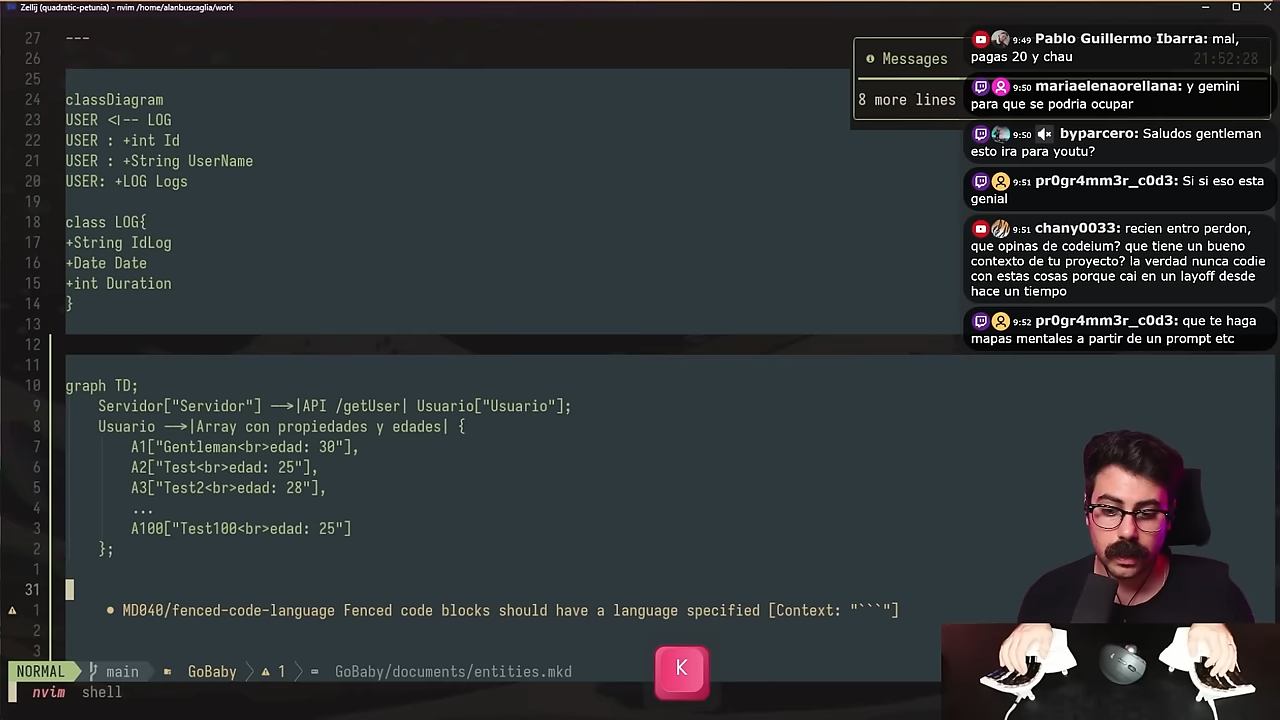 Zellij (quadratic-petunia) - nvim /home/alanbuscaglia/work
27 ---
26
25
24 classDiagram
23 USER <|-- LOG
22 USER : +int Id
21 USER : +String UserName
20 USER: +LOG Logs
19
18 class LOG{
17 +String IdLog
16 +Date Date
15 +int Duration
14 }
13
12
11
10 graph TD;
9 Servidor["Servidor"] -->|API /getUser| Usuario["Usuario"];
8 Usuario -->|Array con propiedades y edades| {
7 A1["Gentleman<br>edad: 30"],
6 A2["Test<br>edad: 25"],
5 A3["Test2<br>edad: 28"],
4 ...
3 A100["Test100<br>edad: 25"]
2 };
1
31
1 • MD040/fenced-code-language Fenced code blocks should have a language specified [Context: "```"]
2
3
NORMAL main GoBaby 1 GoBaby/documents/entities.mkd
nvim shell
Messages 21:52:28
8 more lines
9:49 Pablo Guillermo Ibarra: mal,
pagas 20 y chau
9:50 mariaelenaorellana: y gemini
para que se podria ocupar
9:50 byparcero: Saludos gentleman
esto ira para youtu?
9:51 pr0gr4mm3r_c0d3: Si si eso esta
genial
9:51 chany0033: recien entro perdon,
que opinas de codeium? que tiene un bueno
contexto de tu proyecto? la verdad nunca codie
con estas cosas porque cai en un layoff desde
hace un tiempo
9:52 pr0gr4mm3r_c0d3: que te haga
mapas mentales a partir de un prompt etc
K